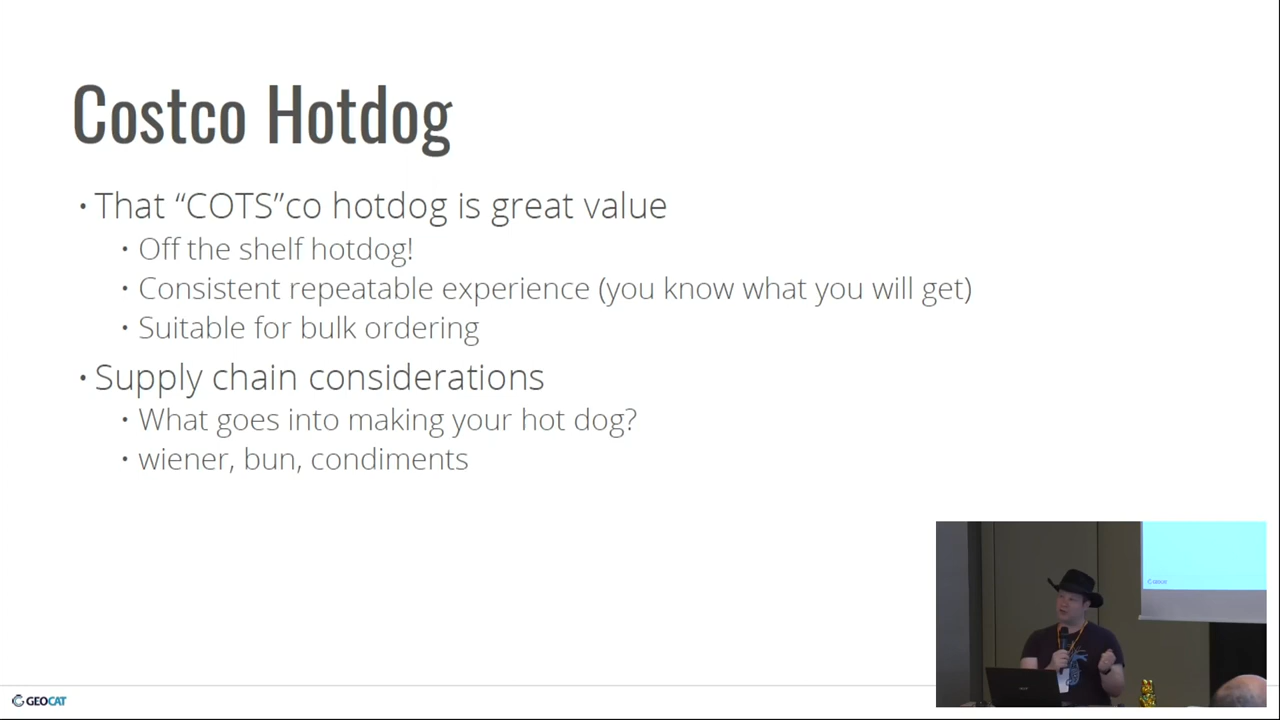 Costco Hotdog
• That “COTS”co hotdog is great value
• Off the shelf hotdog!
• Consistent repeatable experience (you know what you will get)
• Suitable for bulk ordering
• Supply chain considerations
• What goes into making your hot dog?
• wiener, bun, condiments
GEOCAT